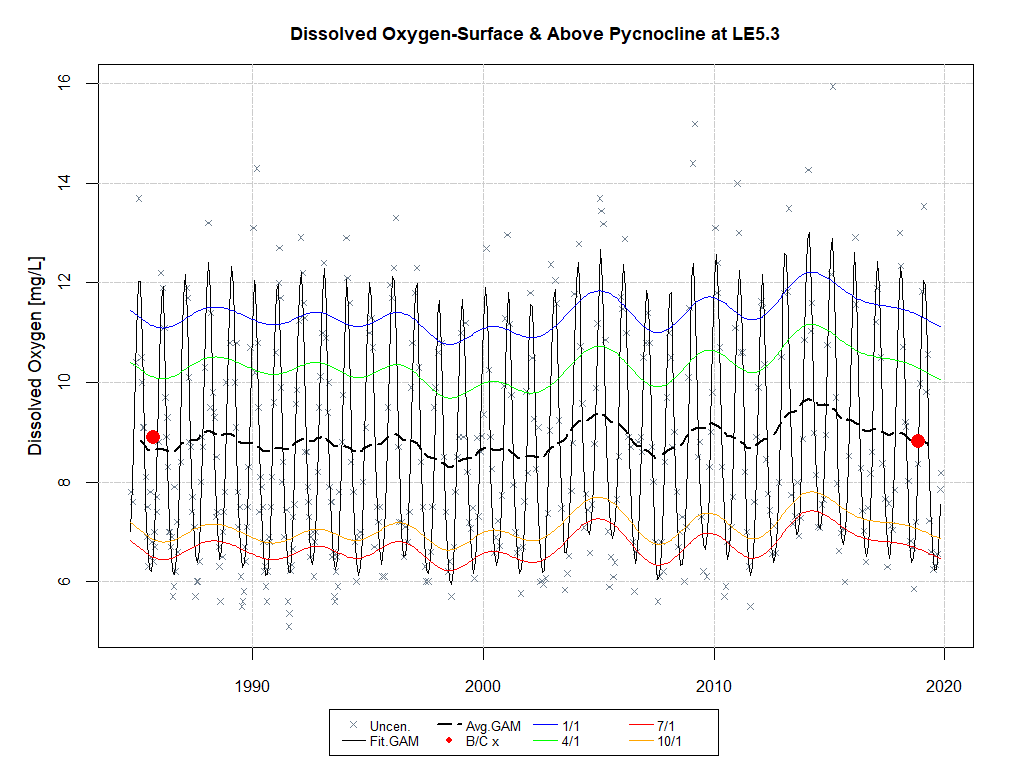 Dissolved Oxygen-Surface & Above Pycnocline at LE5.3
Dissolved Oxygen [mg/L]
16
14
12
10
8
6
1990 2000 2010 2020
Uncen. Avg.GAM 1/1 7/1
Fit.GAM B/C x 4/1 10/1